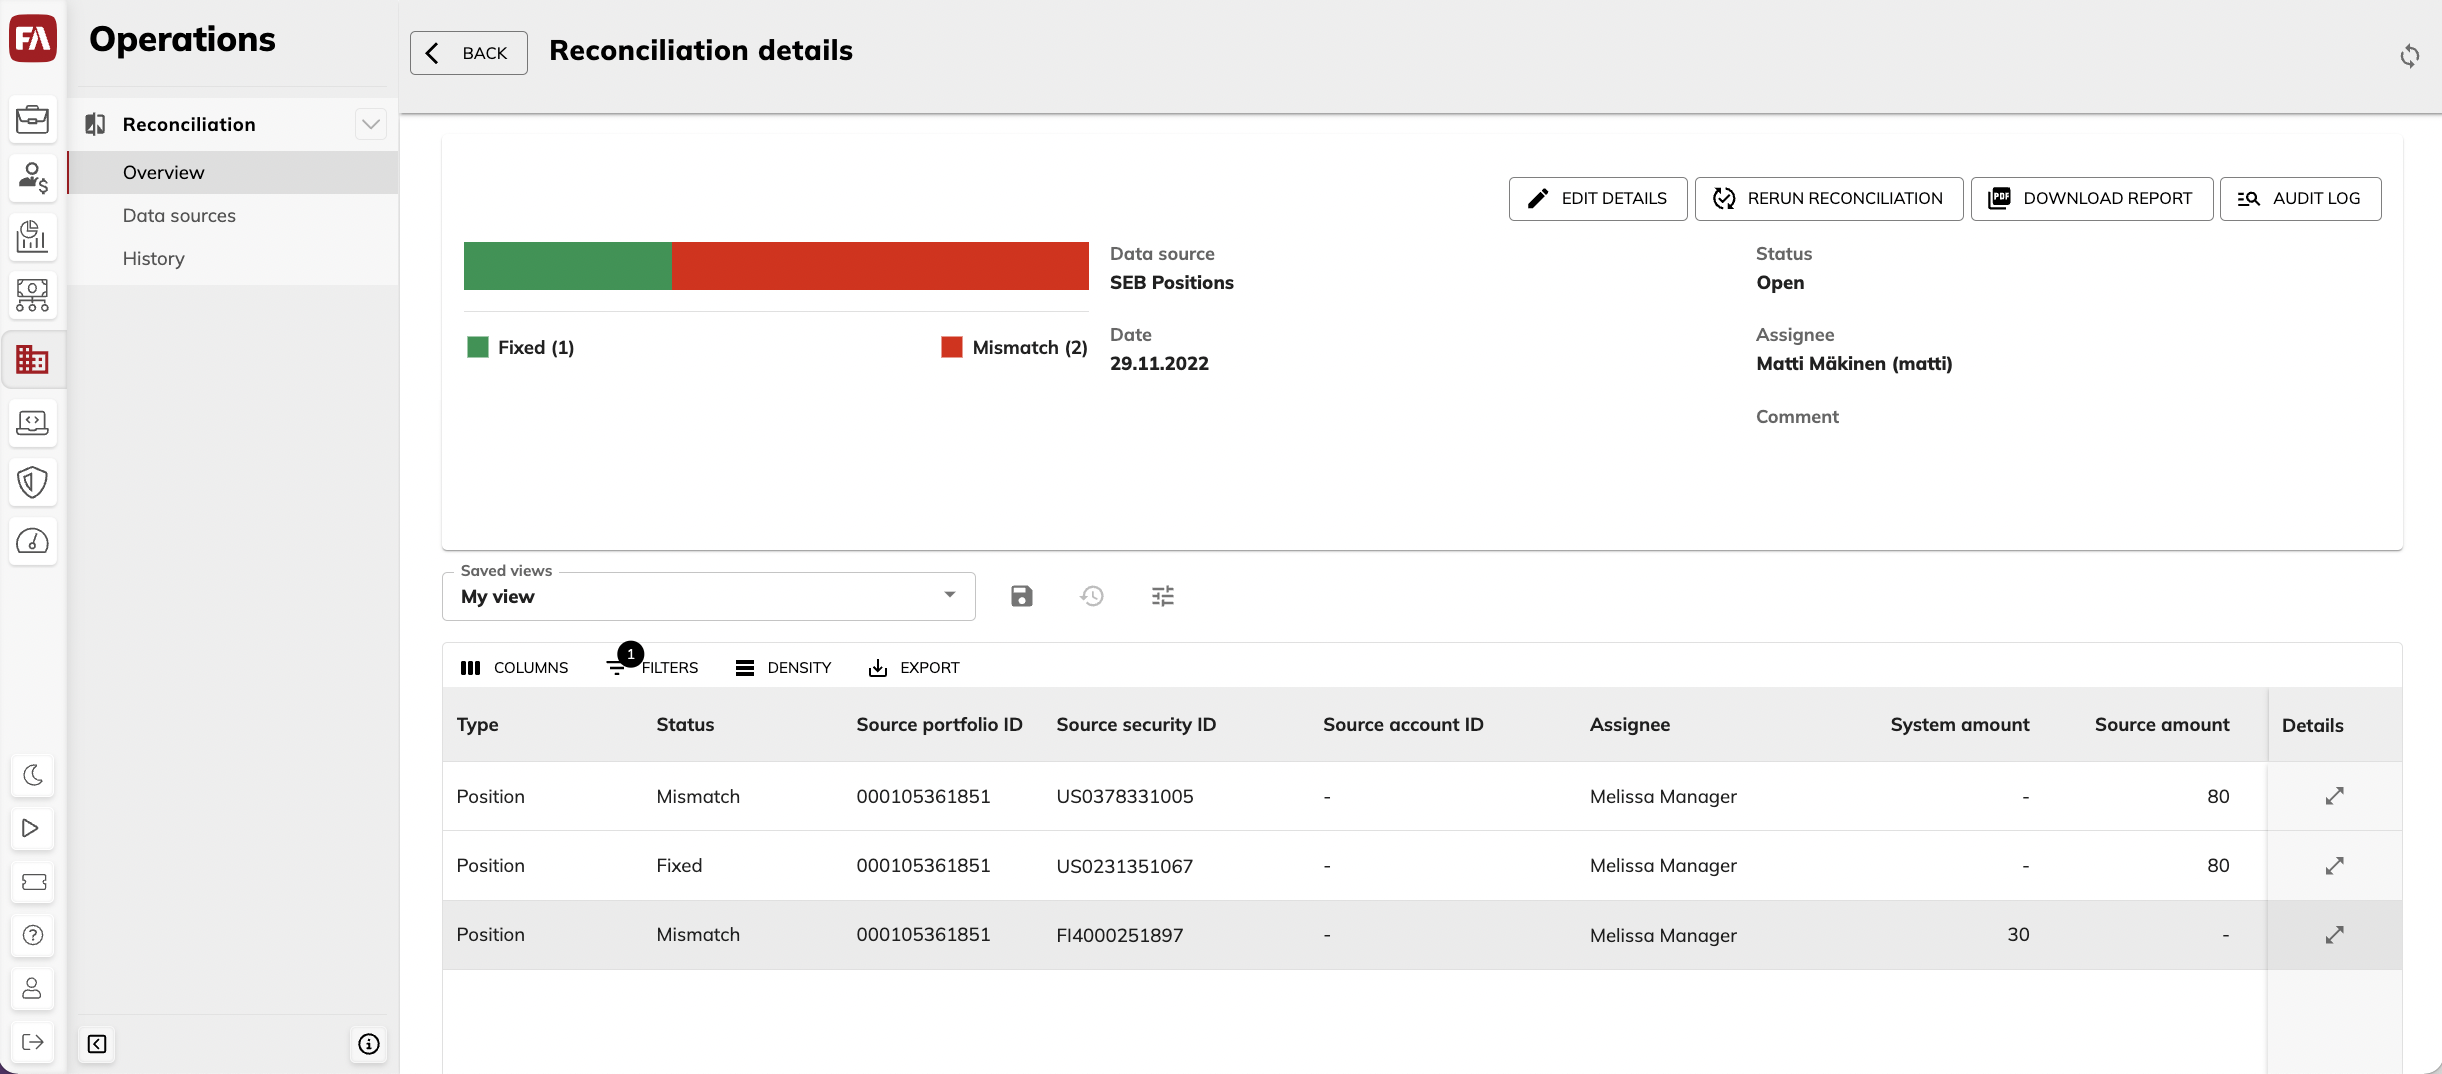 FA
Operations
Reconciliation
Overview
Data sources
History
BACK
Reconciliation details
EDIT DETAILS
RERUN RECONCILIATION
PDF
DOWNLOAD REPORT
AUDIT LOG
Fixed (1)
Mismatch (2)
Data source
SEB Positions
Date
29.11.2022
Status
Open
Assignee
Matti Mäkinen (matti)
Comment
Saved views
My view
COLUMNS
1
FILTERS
DENSITY
EXPORT
Type Status Source portfolio ID Source security ID Source account ID Assignee System amount Source amount Details
Position Mismatch 000105361851 US0378331005 - Melissa Manager - 80
Position Fixed 000105361851 US0231351067 - Melissa Manager - 80
Position Mismatch 000105361851 FI4000251897 - Melissa Manager 30 -